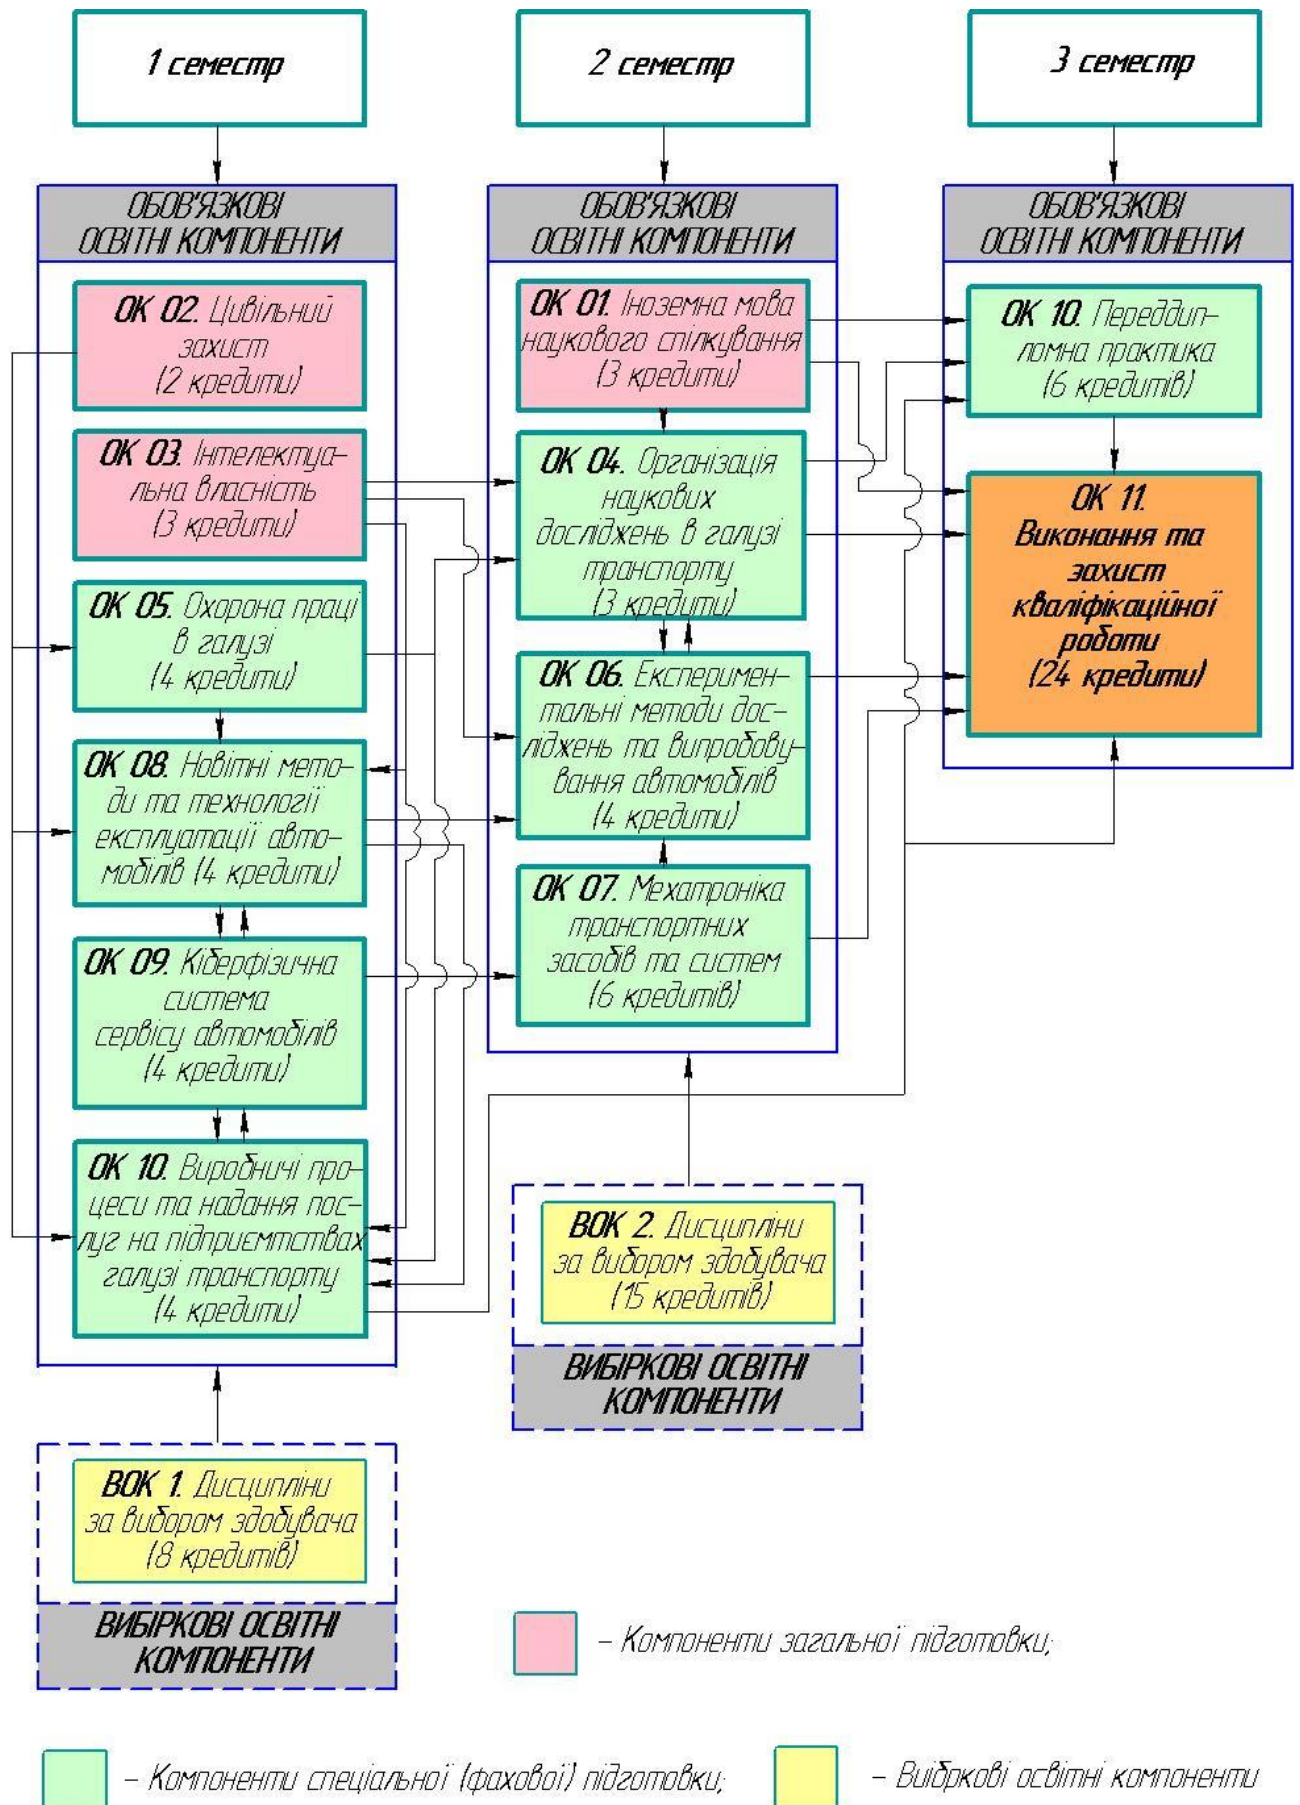 1 семестр
ОБОВ'ЯЗКОВІ
ОСВІТНІ КОМПОНЕНТИ
ОК 02. Цивільний
захист
(2 кредити)
ОК 03. Інтелектуа-
льна власність
(3 кредити)
ОК 05. Охорона праці
в галузі
(4 кредити)
ОК 08. Новітні мето-
ди та технології
експлуатації авто-
мобілів (4 кредити)
ОК 09. Кіберфізична
система
сервісу автомобілів
(4 кредити)
ОК 10. Виробничі про-
цеси та надання пос-
луг на підприємтствах
галузі транспорту
(4 кредити)
ВОК 1. Дисципліни
за вибором здобувача
(8 кредитів)
ВИБІРКОВІ ОСВІТНІ
КОМПОНЕНТИ
2 семестр
ОБОВ'ЯЗКОВІ
ОСВІТНІ КОМПОНЕНТИ
ОК 01. Іноземна мова
наукового спілкування
(3 кредити)
ОК 04. Організація
наукових
досліджень в галузі
транспорту
(3 кредити)
ОК 06. Експеримен-
тальні методи дос-
ліджень та випробову-
вання автомобілів
(4 кредити)
ОК 07. Мехатроніка
транспортних
засобів та систем
(6 кредитів)
ВОК 2. Дисципліни
за вибором здобувача
(15 кредитів)
ВИБІРКОВІ ОСВІТНІ
КОМПОНЕНТИ
3 семестр
ОБОВ'ЯЗКОВІ
ОСВІТНІ КОМПОНЕНТИ
ОК 10. Переддип-
ломна практика
(6 кредитів)
ОК 11.
Виконання та
захист
кваліфікаційної
роботи
(24 кредити)
– Компоненти загальної підготовки;
– Компоненти спеціальної (фахової) підготовки;
– Виібркові освітні компоненти